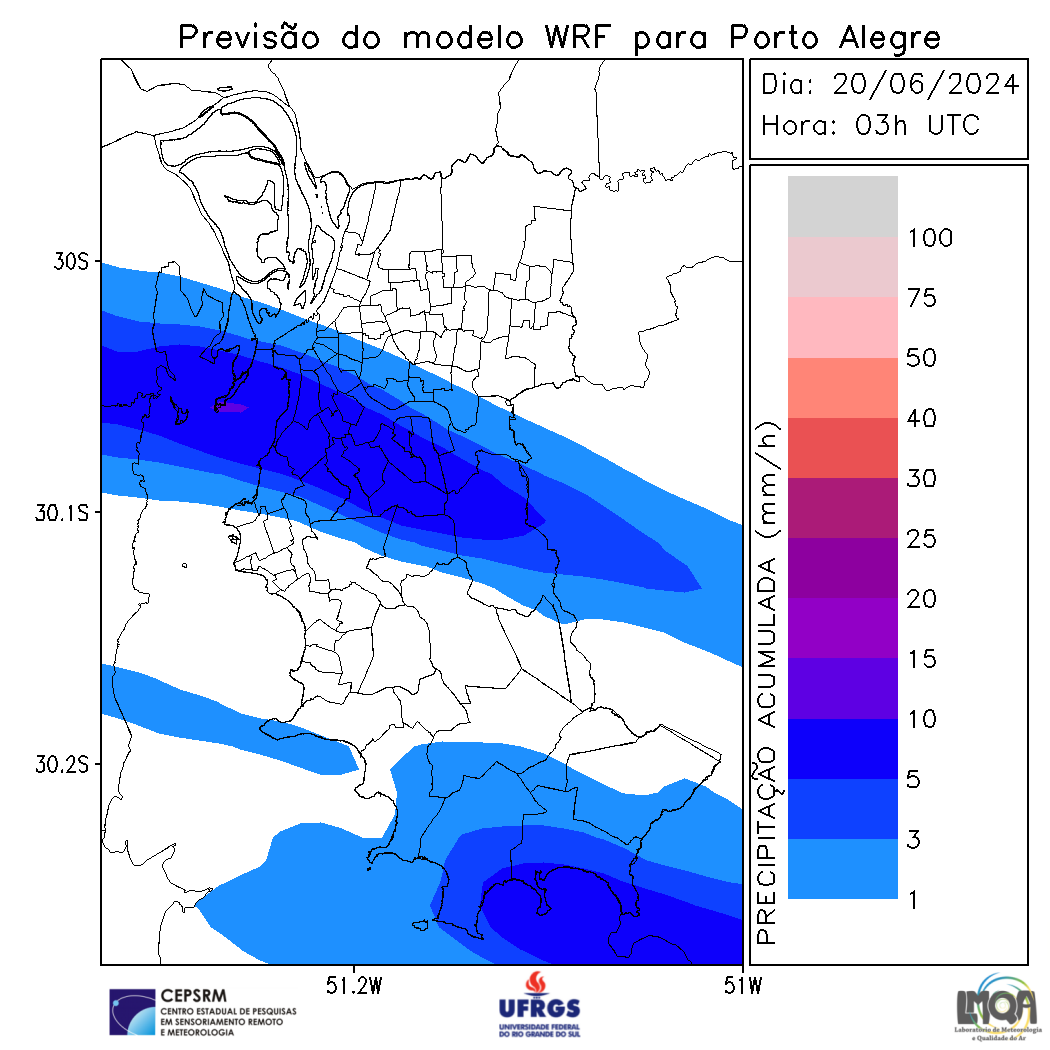 Previsão do modelo WRF para Porto Alegre
Dia: 20/06/2024
Hora: 03h UTC
30S
30.1S
30.2S
51.2W
51W
PRECIPITAÇÃO ACUMULADA (mm/h)
100
75
50
40
30
25
20
15
10
5
3
1
CEPSRM
CENTRO ESTADUAL DE PESQUISAS
EM SENSORIAMENTO REMOTO
E METEOROLOGIA
UFRGS
UNIVERSIDADE FEDERAL
DO RIO GRANDE DO SUL
LMQA
Laboratório de Meteorologia
e Qualidade do Ar